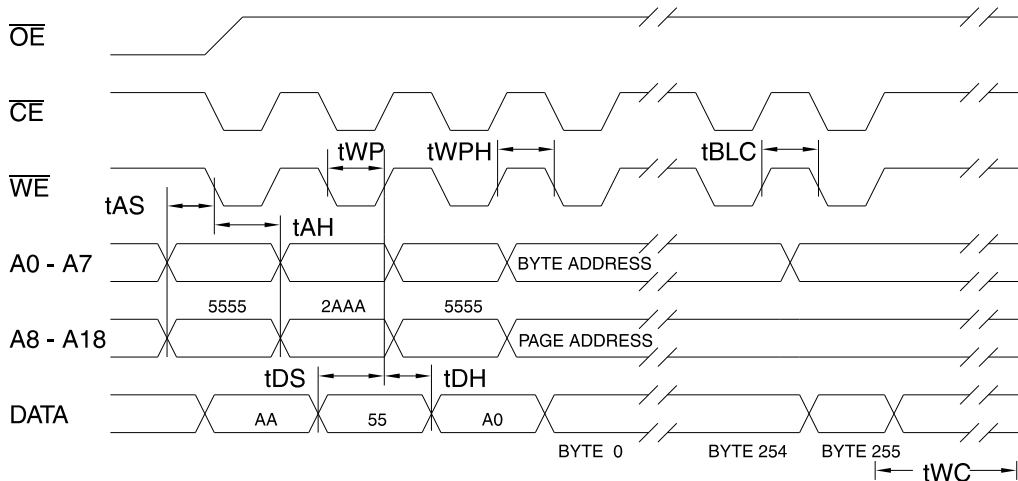 OE
CE
tWP tWPH tBLC
WE
tAS
tAH
A0 - A7 BYTE ADDRESS
5555 2AAA 5555
A8 - A18 PAGE ADDRESS
tDS tDH
DATA AA 55 A0
BYTE 0 BYTE 254 BYTE 255
tWC